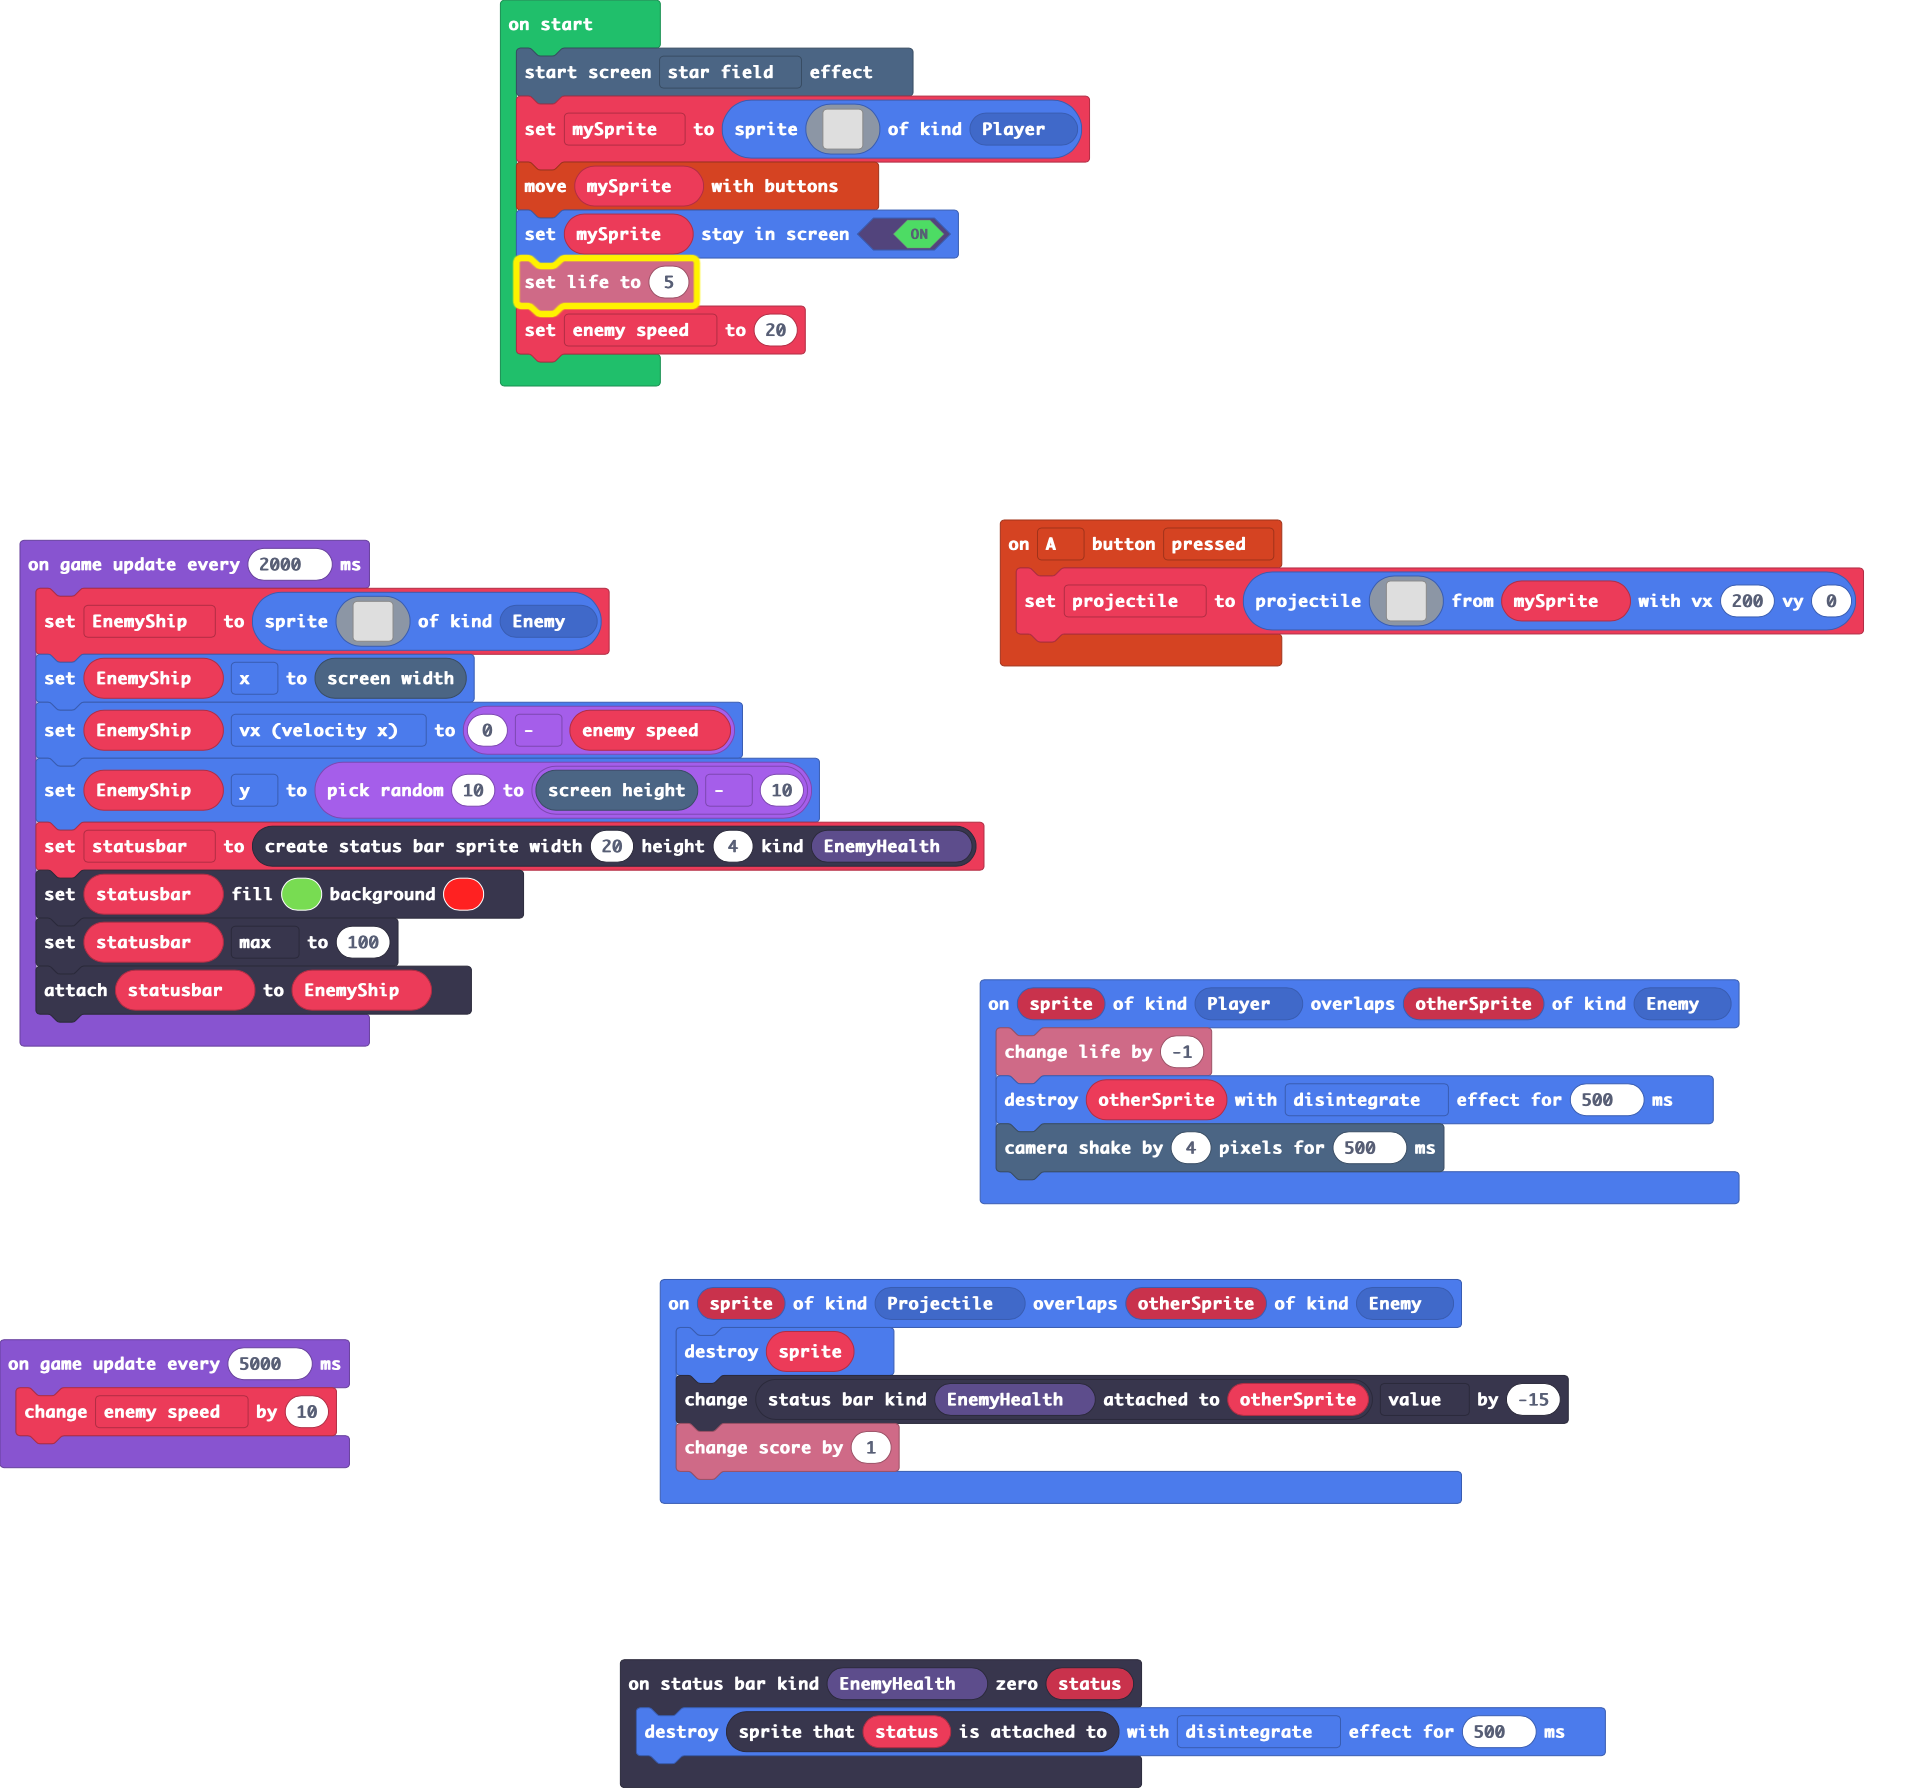 on start
start screen star field effect
set mySprite to sprite of kind Player
move mySprite with buttons
set mySprite stay in screen ON
set life to 5
set enemy speed to 20
on game update every 2000 ms
set EnemyShip to sprite of kind Enemy
set EnemyShip x to screen width
set EnemyShip vx (velocity x) to 0 - enemy speed
set EnemyShip y to pick random 10 to screen height - 10
set statusbar to create status bar sprite width 20 height 4 kind EnemyHealth
set statusbar fill background
set statusbar max to 100
attach statusbar to EnemyShip
on A button pressed
set projectile to projectile from mySprite with vx 200 vy 0
on sprite of kind Player overlaps otherSprite of kind Enemy
change life by -1
destroy otherSprite with disintegrate effect for 500 ms
camera shake by 4 pixels for 500 ms
on game update every 5000 ms
change enemy speed by 10
on sprite of kind Projectile overlaps otherSprite of kind Enemy
destroy sprite
change status bar kind EnemyHealth attached to otherSprite value by -15
change score by 1
on status bar kind EnemyHealth zero status
destroy sprite that status is attached to with disintegrate effect for 500 ms